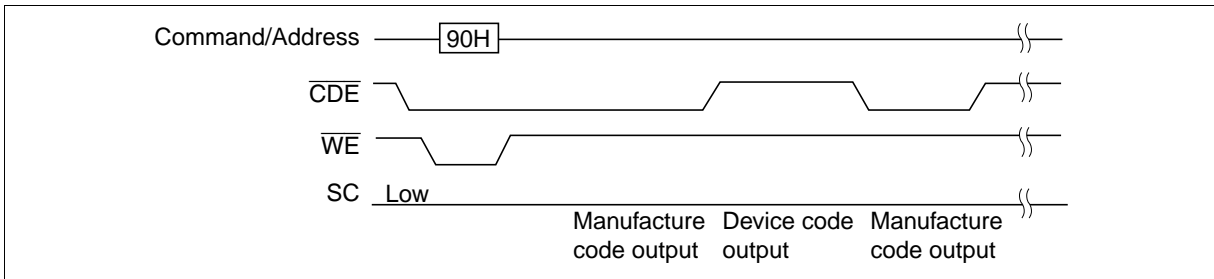 Command/Address
90H
CDE
WE
SC Low
Manufacture Device code Manufacture
code output output code output